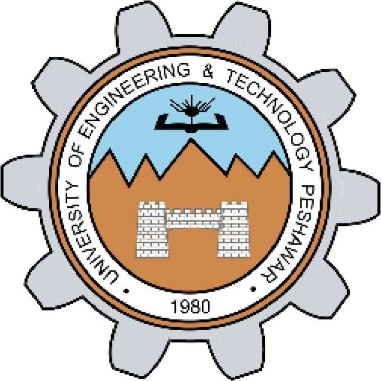 UNIVERSITY OF ENGINEERING & TECHNOLOGY PESHAWAR
1980